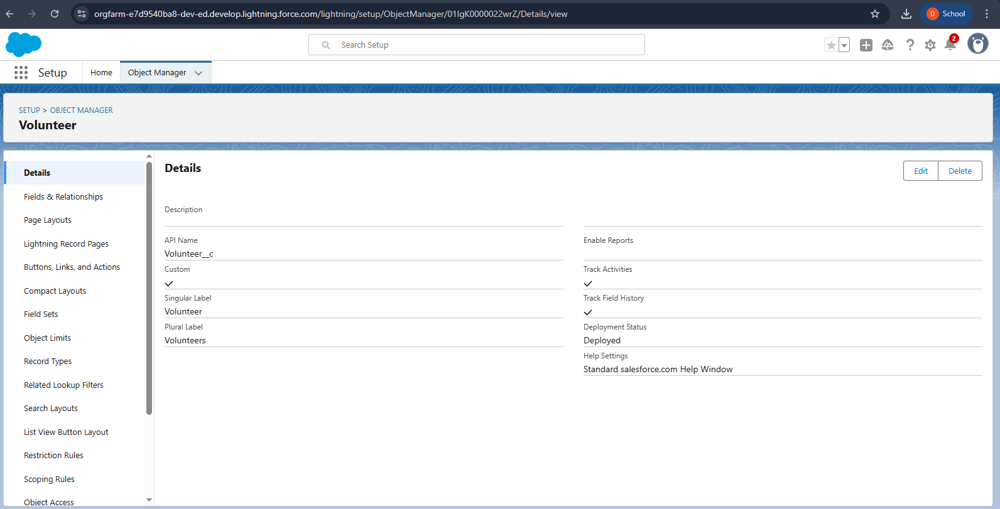 orgfarm-e7d9540ba8-dev-ed.develop.lightning.force.com/lightning/setup/ObjectManager/01IgK0000022wrZ/Details/view
D School
Search Setup
2
Setup
Home
Object Manager
SETUP > OBJECT MANAGER
Volunteer
Details
Fields & Relationships
Page Layouts
Lightning Record Pages
Buttons, Links, and Actions
Compact Layouts
Field Sets
Object Limits
Record Types
Related Lookup Filters
Search Layouts
List View Button Layout
Restriction Rules
Scoping Rules
Object Access
Details
Edit
Delete
Description
API Name
Volunteer__c
Custom
Singular Label
Volunteer
Plural Label
Volunteers
Enable Reports
Track Activities
Track Field History
Deployment Status
Deployed
Help Settings
Standard salesforce.com Help Window